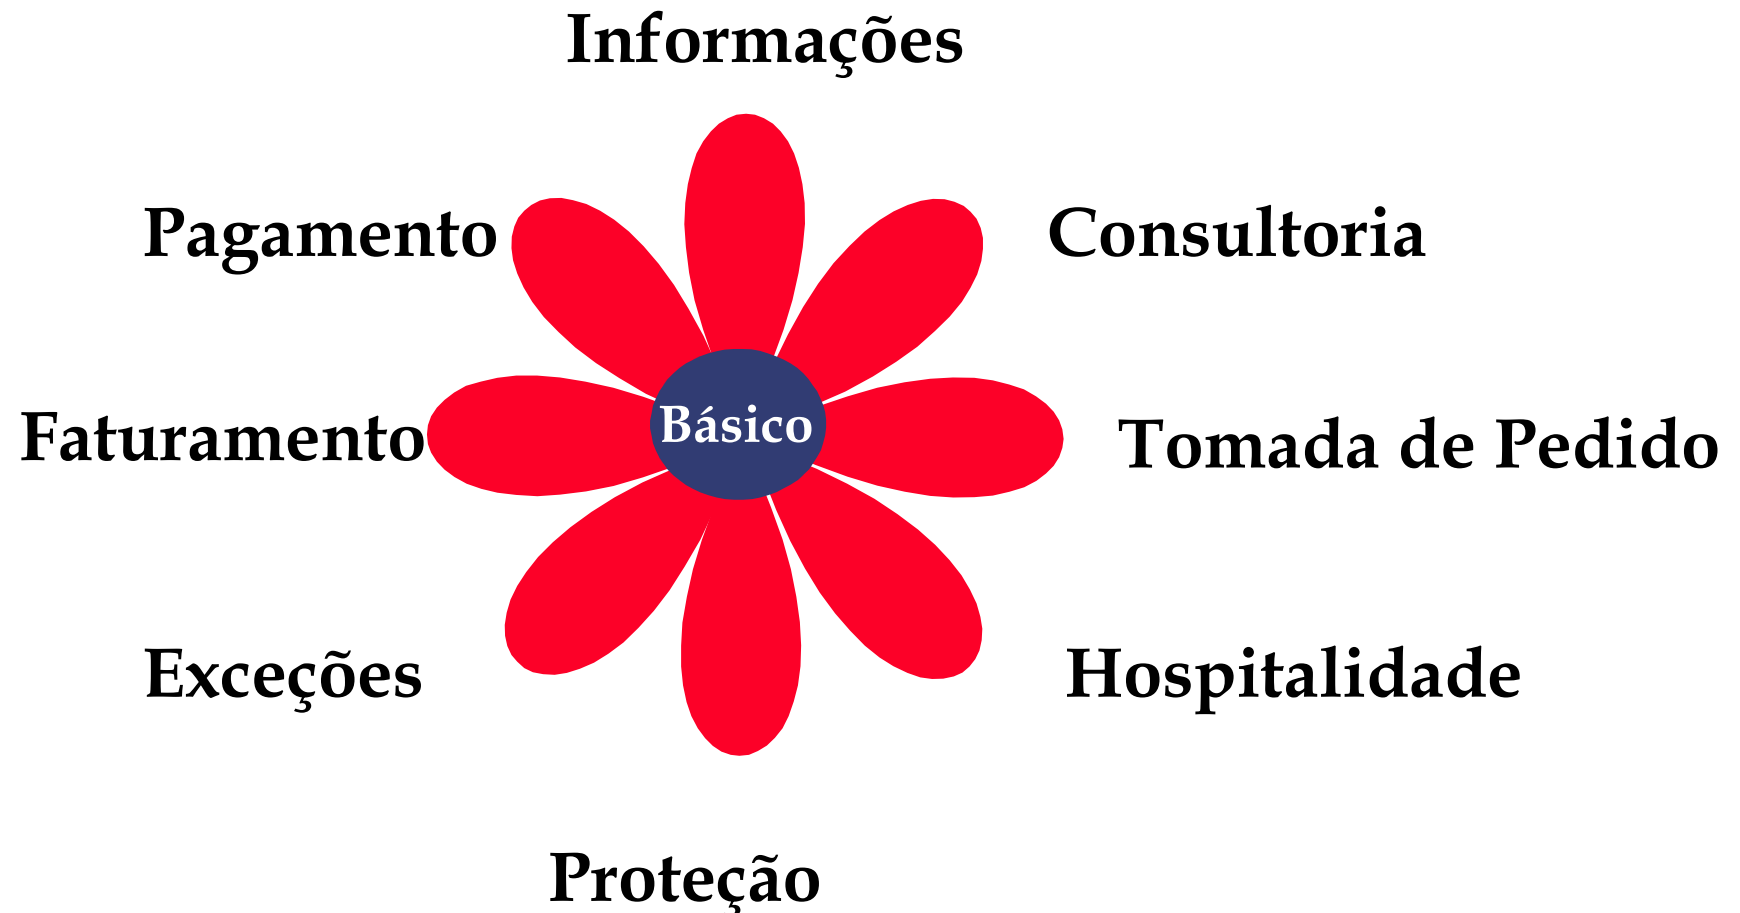 Informações
Pagamento
Consultoria
Faturamento
Básico
Tomada de Pedido
Exceções
Hospitalidade
Proteção